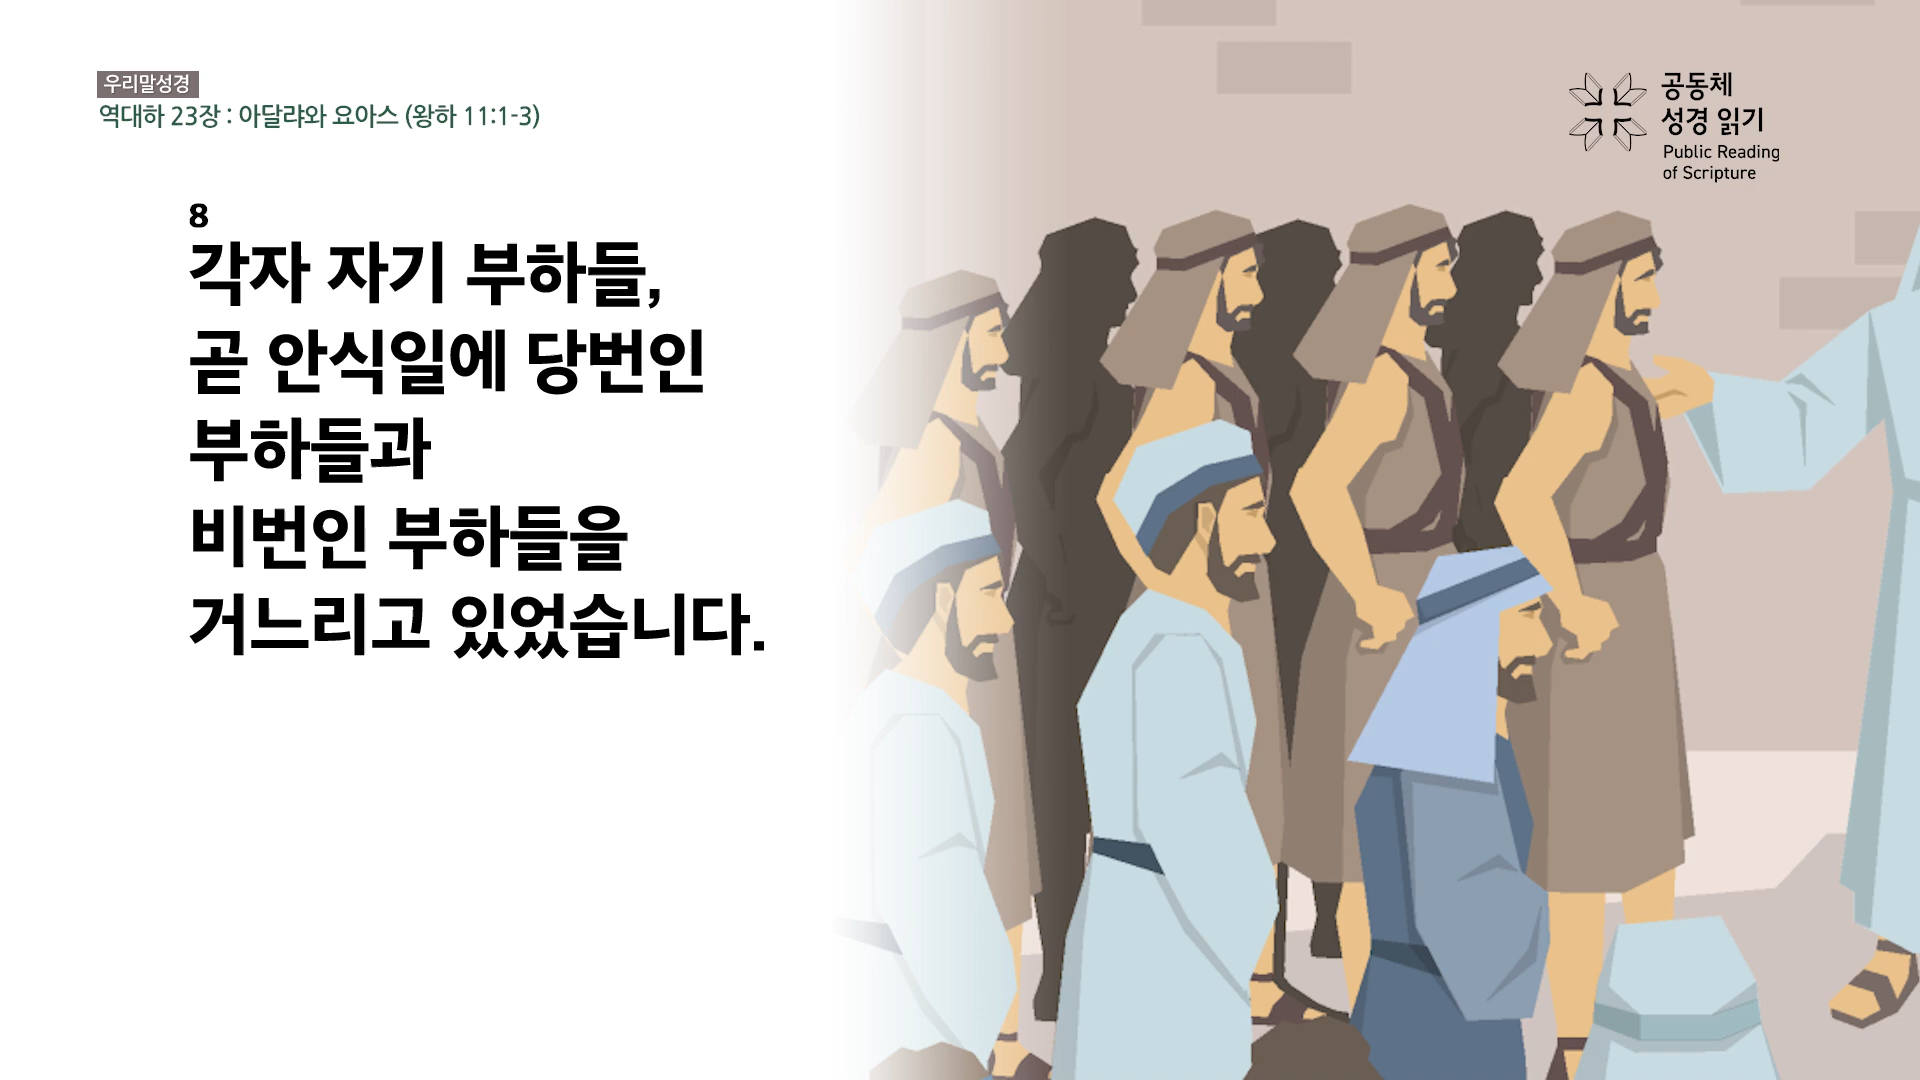 우리말성경
역대하 23장 : 아달랴와 요아스 (왕하 11:1-3)
공동체
성경 읽기
Public Reading
of Scripture
8
각자 자기 부하들,
곧 안식일에 당번인
부하들과
비번인 부하들을
거느리고 있었습니다.